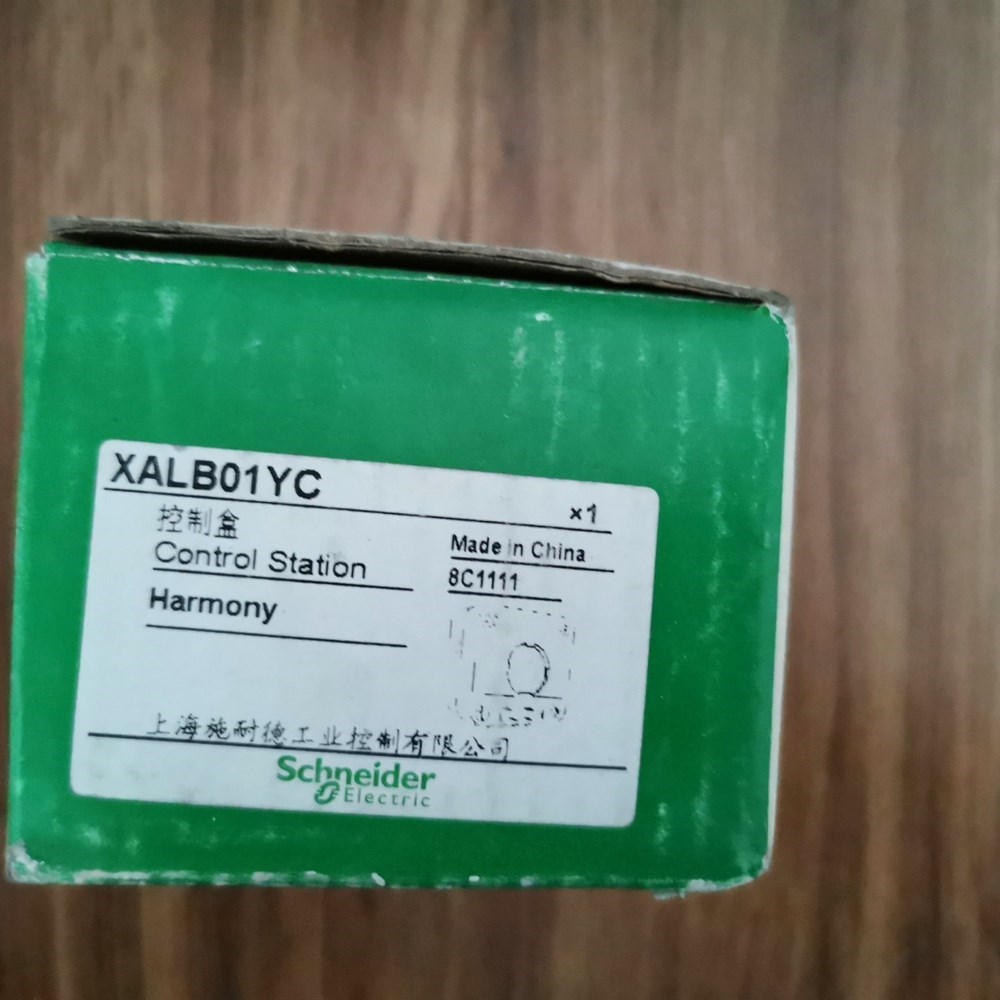 XALB01YC
×1
控制盒
Made in China
Control Station
8C1111
Harmony
上海施耐德工业控制有限公司
Schneider
Electric